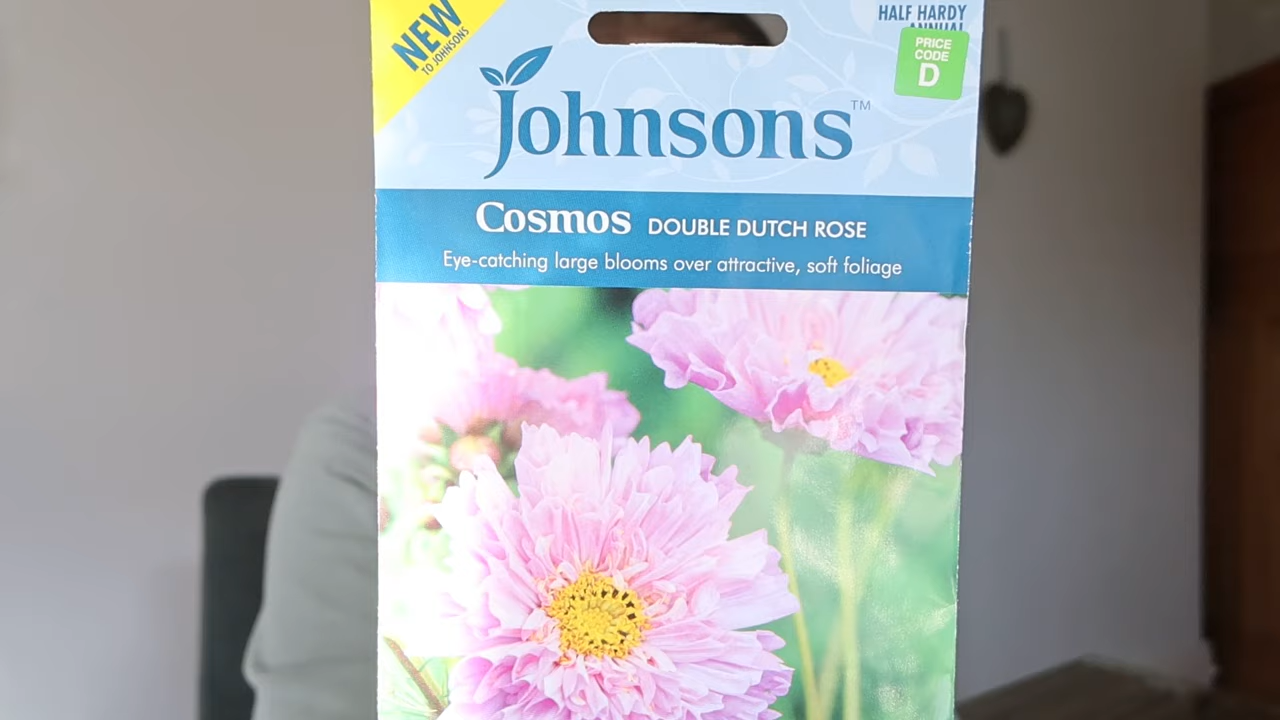 NEW
TO JOHNSONS
HALF HARDY
ANNUAL
PRICE
CODE
D
Johnsons™
Cosmos DOUBLE DUTCH ROSE
Eye-catching large blooms over attractive, soft foliage